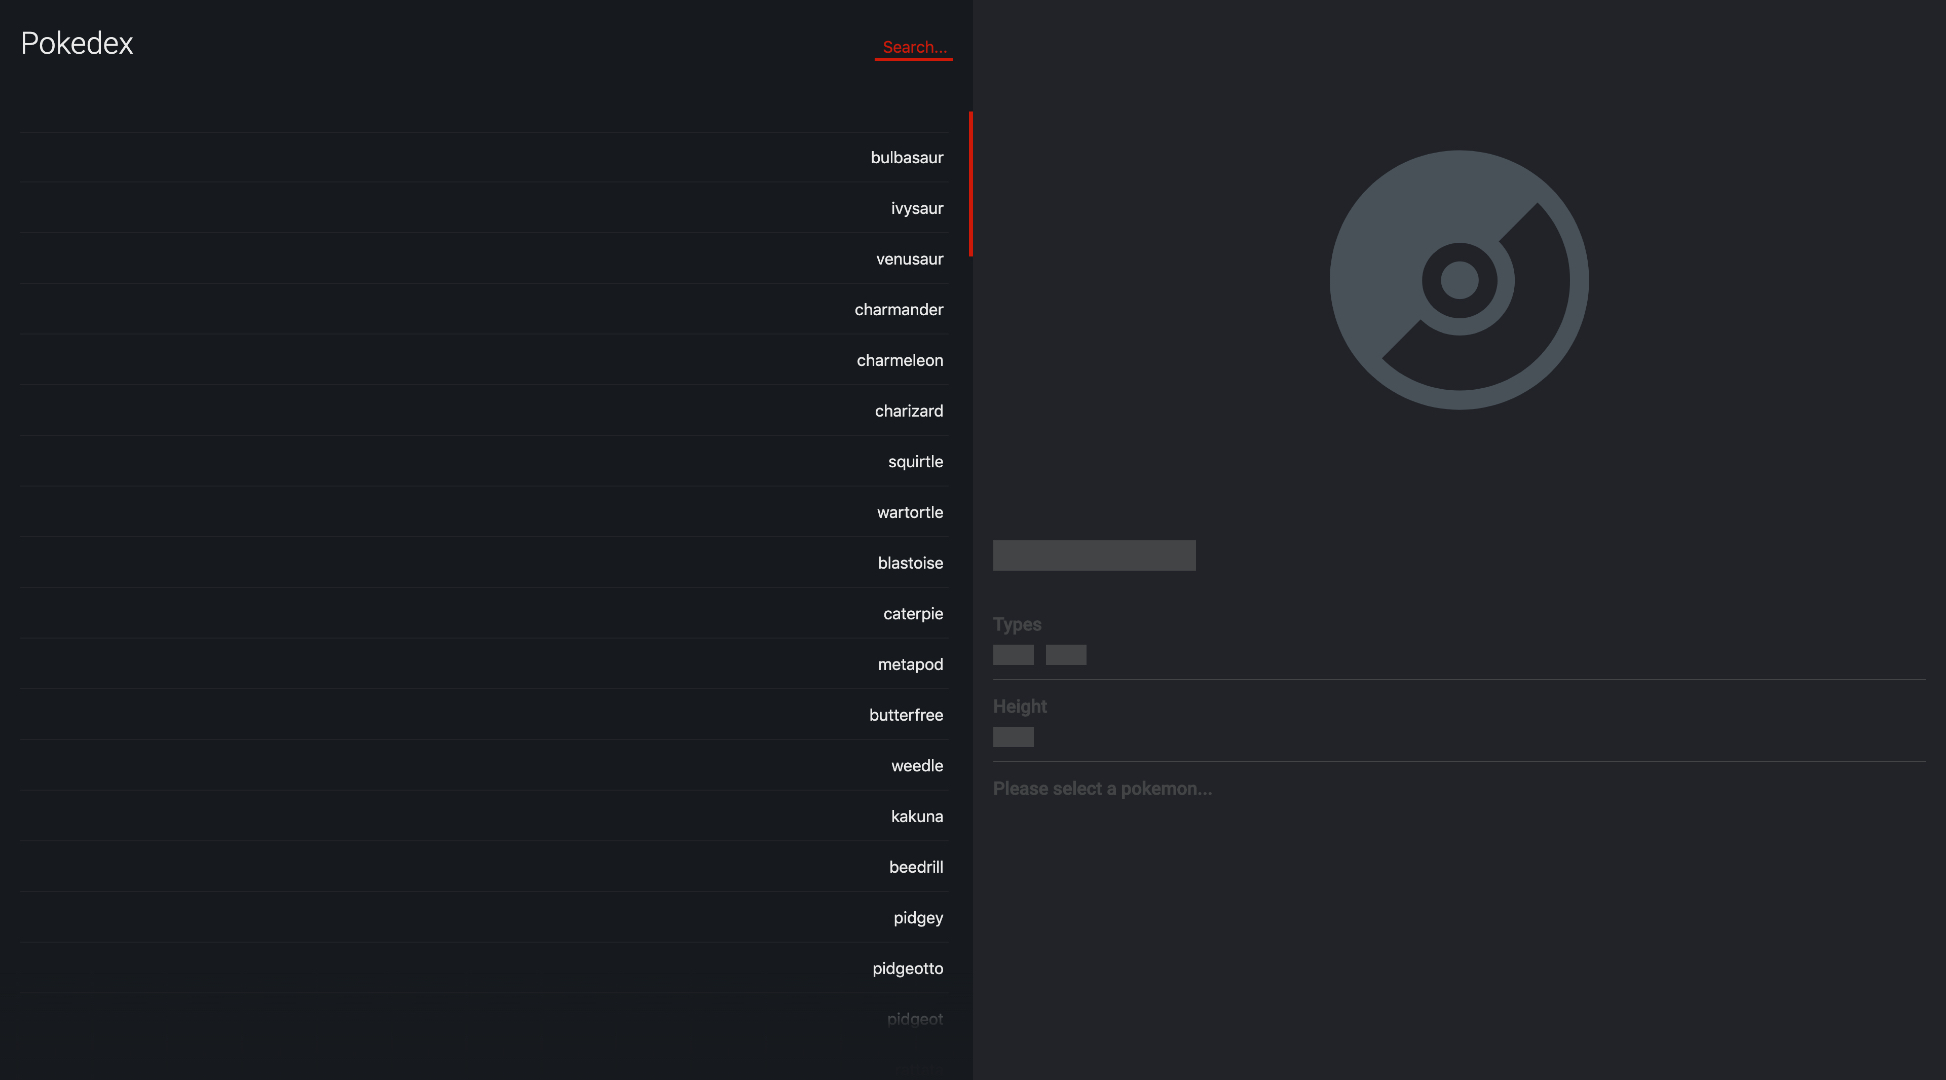 Pokedex
Search...
bulbasaur
ivysaur
venusaur
charmander
charmeleon
charizard
squirtle
wartortle
blastoise
caterpie
metapod
butterfree
weedle
kakuna
beedrill
pidgey
pidgeotto
pidgeot
Types
Height
Please select a pokemon...